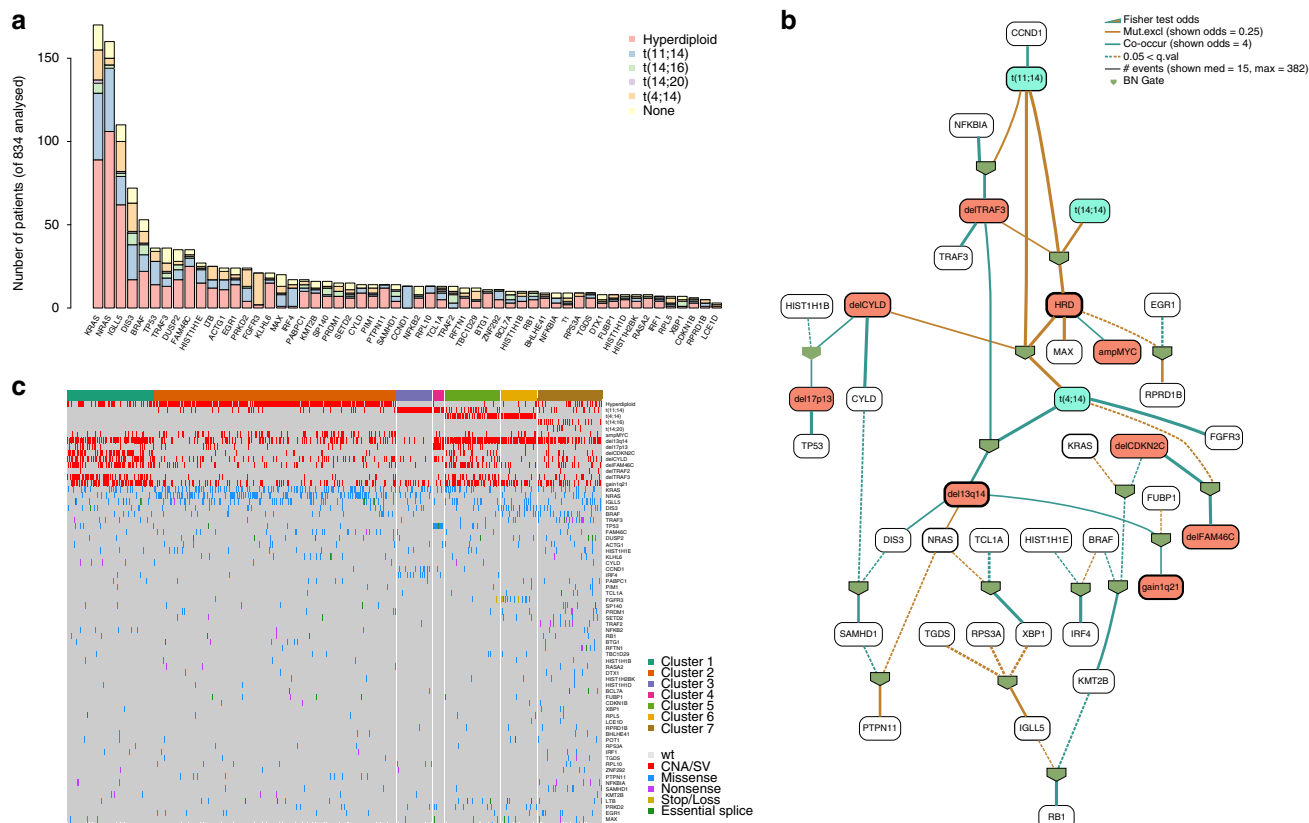 a
Number of patients (of 834 analysed)
150
100
50
0
Hyperdiploid
t(11;14)
t(14;16)
t(14;20)
t(4;14)
None
KRAS
NRAS
IGLL5
DIS3
BRAF
TP53
TRAF3
DUSP2
FAM46C
HIST1H1E
LTB
ACTG1
EGR1
PRKD2
FGFR3
KLHL6
MAX
IRF4
PABPC1
KMT2B
SP140
PRDM1
SETD2
CYLD
PIM1
PTPN11
SAMHD1
CCND1
NFKB2
RPL10
TCL1A
TRAF2
RFTN1
TBC1D29
BTG1
ZNF292
BCL7A
HIST1H1B
RB1
BHLHE41
NFKBIA
RPS3A
TGDS
DTX1
FUBP1
HIST1H1D
HIST1H2BK
RASA2
IRF1
RPL5
XBP1
CDKN1B
RPRD1B
LCE1D
b
Fisher test odds
Mut.excl (shown odds = 0.25)
Co-occur (shown odds = 4)
0.05 < q.val
# events (shown med = 15, max = 382)
BN Gate
CCND1
t(11;14)
NFKBIA
delTRAF3
t(14;14)
TRAF3
HIST1H1B
delCYLD
HRD
EGR1
MAX
ampMYC
del17p13
CYLD
t(4;14)
RPRD1B
TP53
KRAS
delCDKN2C
FGFR3
del13q14
FUBP1
DIS3
NRAS
TCL1A
HIST1H1E
BRAF
delFAM46C
gain1q21
SAMHD1
TGDS
RPS3A
XBP1
IRF4
KMT2B
PTPN11
IGLL5
RB1
c
Hyperdiploid
t(11;14)
t(4;14)
t(14;16)
t(14;20)
ampMYC
del13q14
del17p13
delCDKN2C
delCYLD
delFAM46C
delTRAF2
delTRAF3
gain1q21
KRAS
NRAS
IGLL5
DIS3
BRAF
TRAF3
TP53
FAM46C
DUSP2
ACTG1
HIST1H1E
KLHL6
CYLD
CCND1
IRF4
PABPC1
PIM1
TCL1A
FGFR3
SP140
PRDM1
SETD2
TRAF2
NFKB2
RB1
BTG1
RFTN1
TBC1D29
HIST1H1B
RASA2
DTX1
HIST1H2BK
HIST1H1D
BCL7A
FUBP1
CDKN1B
XBP1
RPL5
LCE1D
RPRD1B
BHLHE41
POT1
RPS3A
IRF1
TGDS
RPL10
ZNF292
PTPN11
NFKBIA
SAMHD1
KMT2B
LTB
PRKD2
EGR1
MAX
Cluster 1
Cluster 2
Cluster 3
Cluster 4
Cluster 5
Cluster 6
Cluster 7
wt
CNA/SV
Missense
Nonsense
Stop/Loss
Essential splice